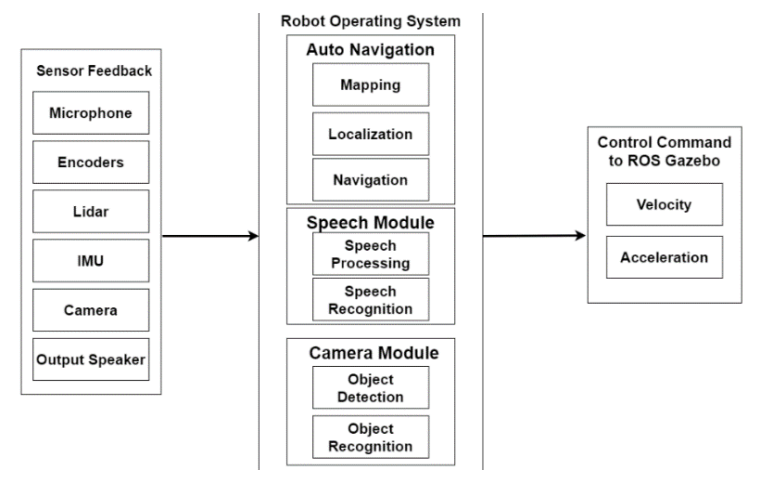 Sensor Feedback
Microphone
Encoders
Lidar
IMU
Camera
Output Speaker
Robot Operating System
Auto Navigation
Mapping
Localization
Navigation
Speech Module
Speech
Processing
Speech
Recognition
Camera Module
Object
Detection
Object
Recognition
Control Command
to ROS Gazebo
Velocity
Acceleration